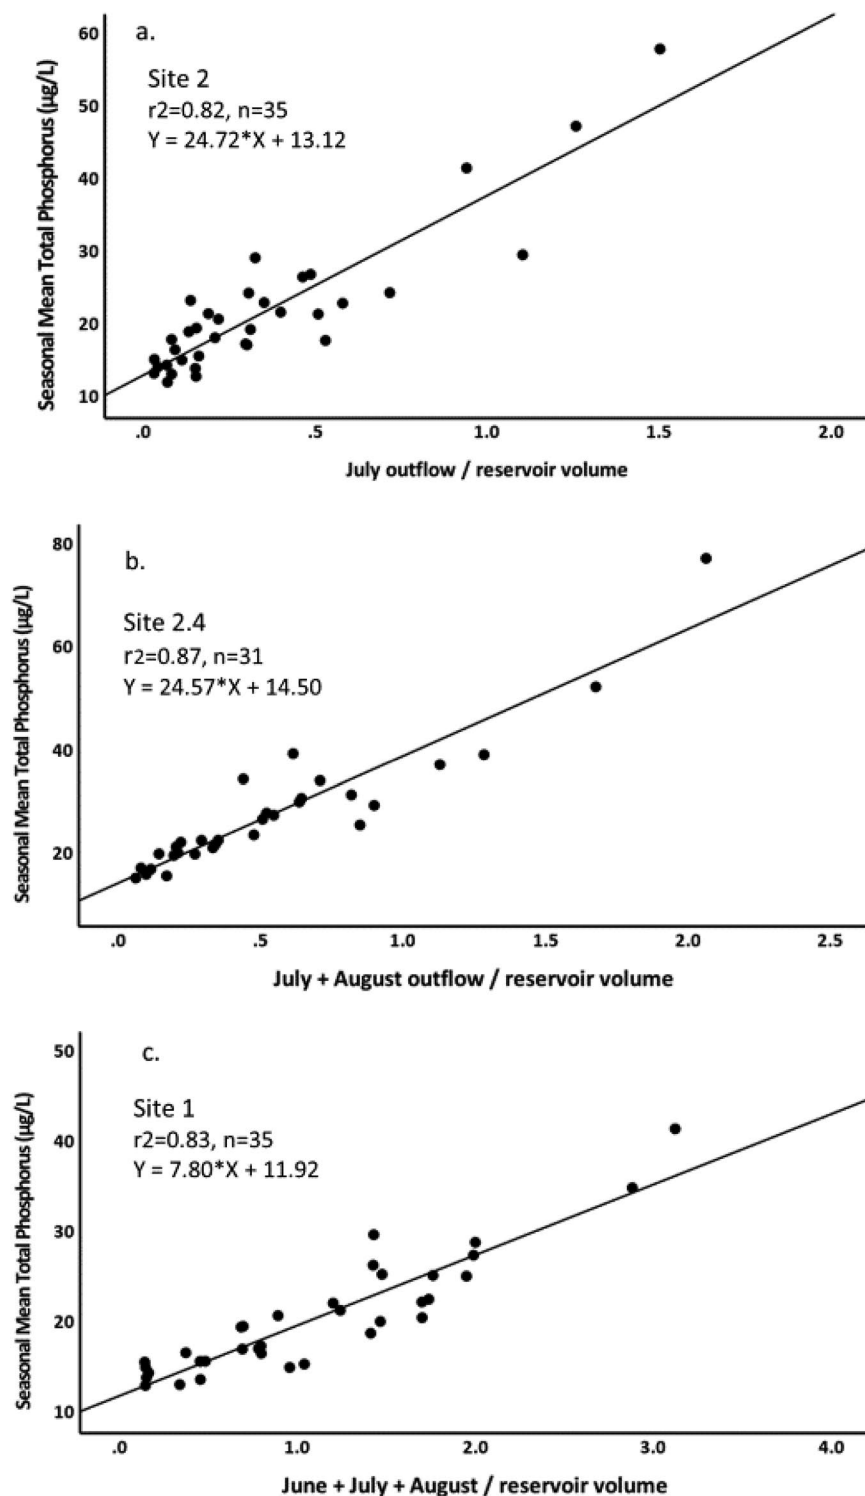 a.
Site 2
r2=0.82, n=35
Y = 24.72*X + 13.12
Seasonal Mean Total Phosphorus (µg/L)
60
50
40
30
20
10
.0 .5 1.0 1.5 2.0
July outflow / reservoir volume
b.
Site 2.4
r2=0.87, n=31
Y = 24.57*X + 14.50
Seasonal Mean Total Phosphorus (µg/L)
80
60
40
20
.0 .5 1.0 1.5 2.0 2.5
July + August outflow / reservoir volume
c.
Site 1
r2=0.83, n=35
Y = 7.80*X + 11.92
Seasonal Mean Total Phosphorus (µg/L)
50
40
30
20
10
.0 1.0 2.0 3.0 4.0
June + July + August / reservoir volume